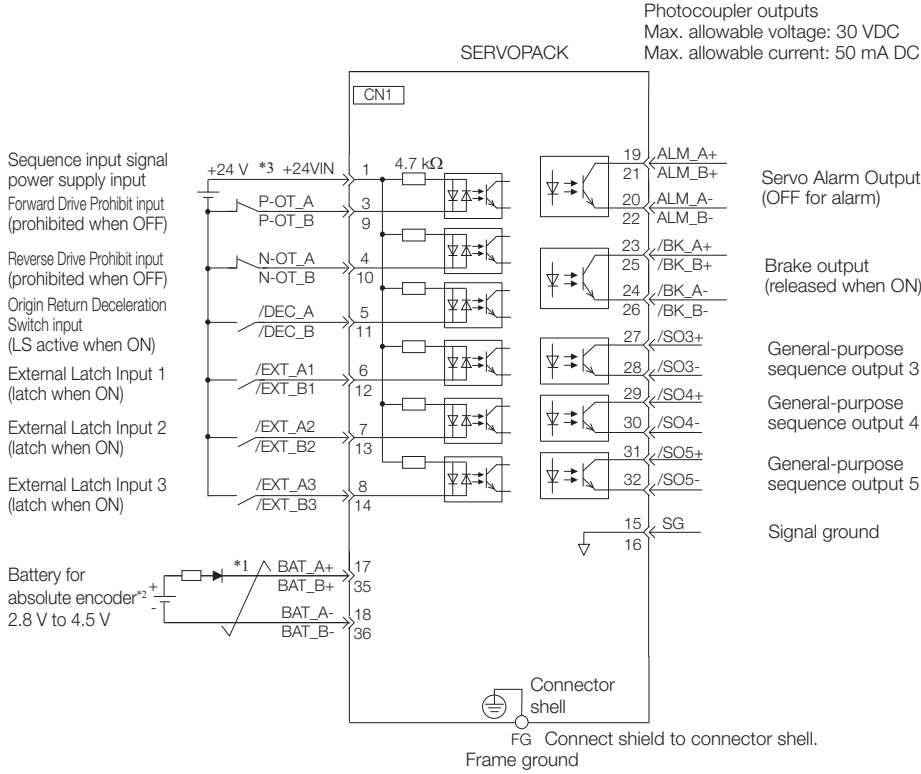 Photocoupler outputs
Max. allowable voltage: 30 VDC
Max. allowable current: 50 mA DC
SERVOPACK
CN1
Sequence input signal
power supply input
+24 V *3 +24VIN 1 4.7 kΩ
Forward Drive Prohibit input
(prohibited when OFF)
P-OT_A 3
P-OT_B 9
Reverse Drive Prohibit input
(prohibited when OFF)
N-OT_A 4
N-OT_B 10
Origin Return Deceleration
Switch input
(LS active when ON)
/DEC_A 5
/DEC_B 11
External Latch Input 1
(latch when ON)
/EXT_A1 6
/EXT_B1 12
External Latch Input 2
(latch when ON)
/EXT_A2 7
/EXT_B2 13
External Latch Input 3
(latch when ON)
/EXT_A3 8
/EXT_B3 14
Battery for
absolute encoder*2
2.8 V to 4.5 V
+
-
*1 BAT_A+ 17
BAT_B+ 35
BAT_A- 18
BAT_B- 36
19 ALM_A+
21 ALM_B+
20 ALM_A-
22 ALM_B-
Servo Alarm Output
(OFF for alarm)
23 /BK_A+
25 /BK_B+
24 /BK_A-
26 /BK_B-
Brake output
(released when ON)
27 /SO3+
28 /SO3-
General-purpose
sequence output 3
29 /SO4+
30 /SO4-
General-purpose
sequence output 4
31 /SO5+
32 /SO5-
General-purpose
sequence output 5
15 SG
16
Signal ground
Connector
shell
FG Connect shield to connector shell.
Frame ground